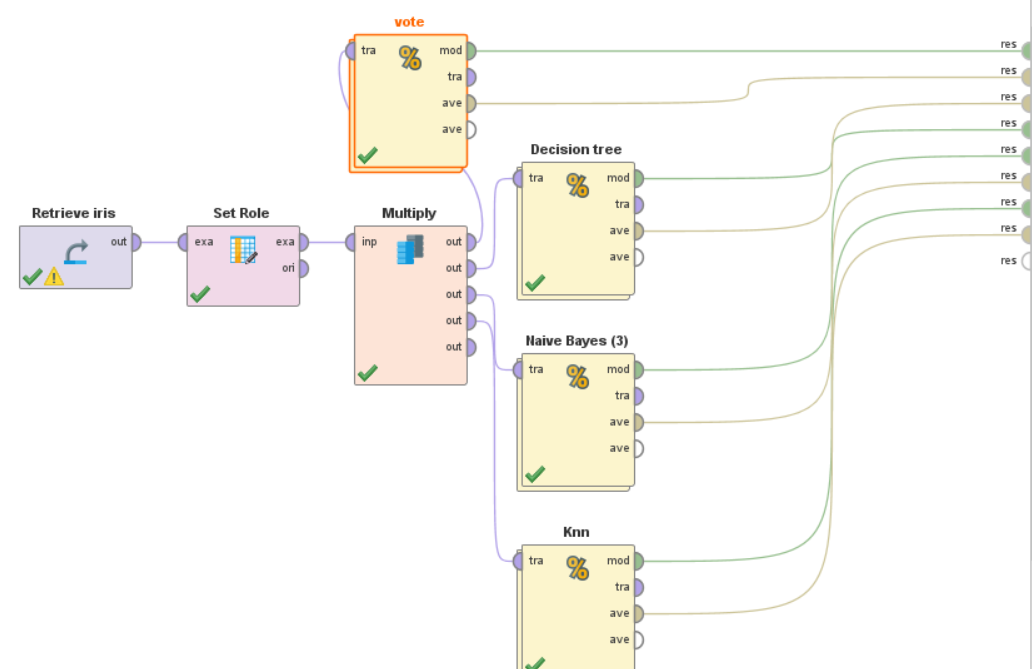 vote
tra mod
tra
ave
ave
Retrieve iris
out
Set Role
exa exa
ori
Multiply
inp out
out
out
out
out
Decision tree
tra mod
tra
ave
ave
Naive Bayes (3)
tra mod
tra
ave
ave
Knn
tra mod
tra
ave
ave
res
res
res
res
res
res
res
res
res